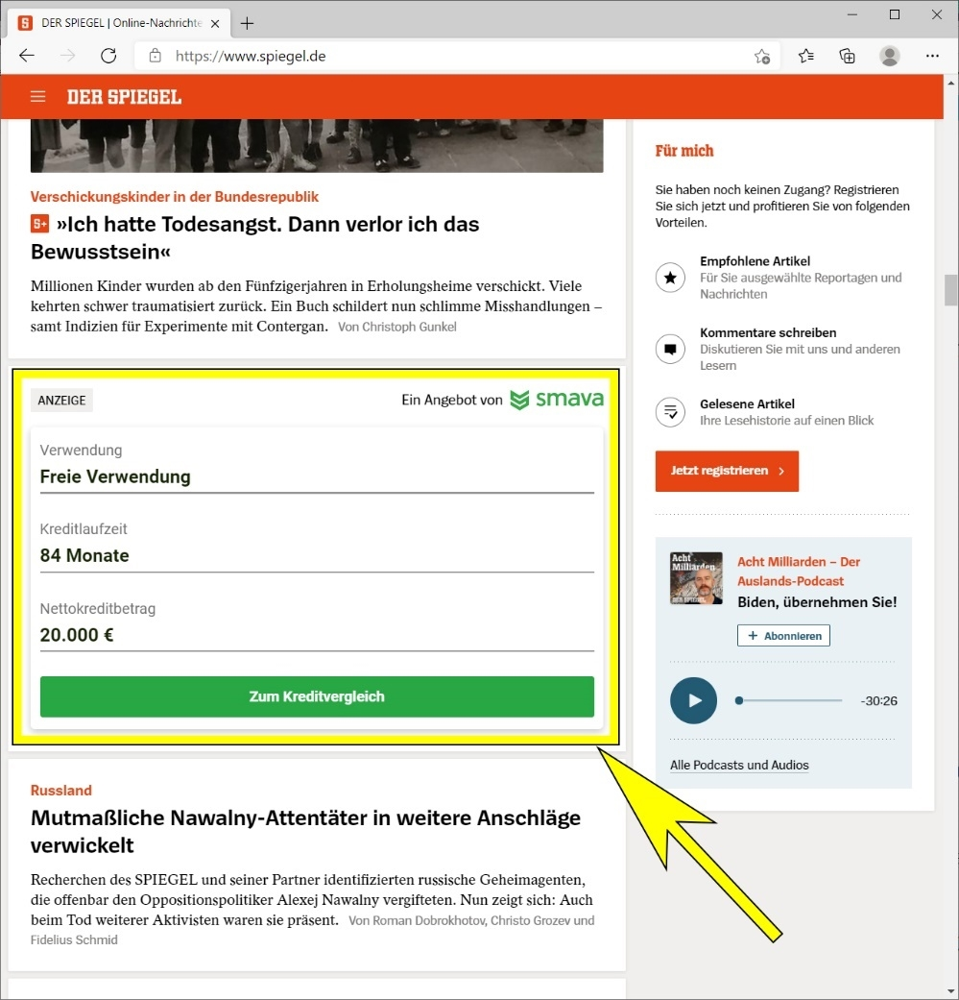 DER SPIEGEL | Online-Nachrichte
https://www.spiegel.de
DER SPIEGEL
Verschickungskinder in der Bundesrepublik
S+ »Ich hatte Todesangst. Dann verlor ich das
Bewusstsein«
Millionen Kinder wurden ab den Fünfzigerjahren in Erholungsheime verschickt. Viele
kehrten schwer traumatisiert zurück. Ein Buch schildert nun schlimme Misshandlungen –
samt Indizien für Experimente mit Contergan. Von Christoph Gunkel
ANZEIGE
Ein Angebot von smava
Verwendung
Freie Verwendung
Kreditlaufzeit
84 Monate
Nettokreditbetrag
20.000 €
Zum Kreditvergleich
Russland
Mutmaßliche Nawalny-Attentäter in weitere Anschläge
verwickelt
Recherchen des SPIEGEL und seiner Partner identifizierten russische Geheimagenten,
die offenbar den Oppositionspolitiker Alexej Nawalny vergifteten. Nun zeigt sich: Auch
beim Tod weiterer Aktivisten waren sie präsent. Von Roman Dobrokhotov, Christo Grozev und
Fidelius Schmid
Für mich
Sie haben noch keinen Zugang? Registrieren
Sie sich jetzt und profitieren Sie von folgenden
Vorteilen.
Empfohlene Artikel
Für Sie ausgewählte Reportagen und
Nachrichten
Kommentare schreiben
Diskutieren Sie mit uns und anderen
Lesern
Gelesene Artikel
Ihre Lesehistorie auf einen Blick
Jetzt registrieren
Acht
Milliarden
DER SPIEGEL
Acht Milliarden – Der
Auslands-Podcast
Biden, übernehmen Sie!
+ Abonnieren
-30:26
Alle Podcasts und Audios